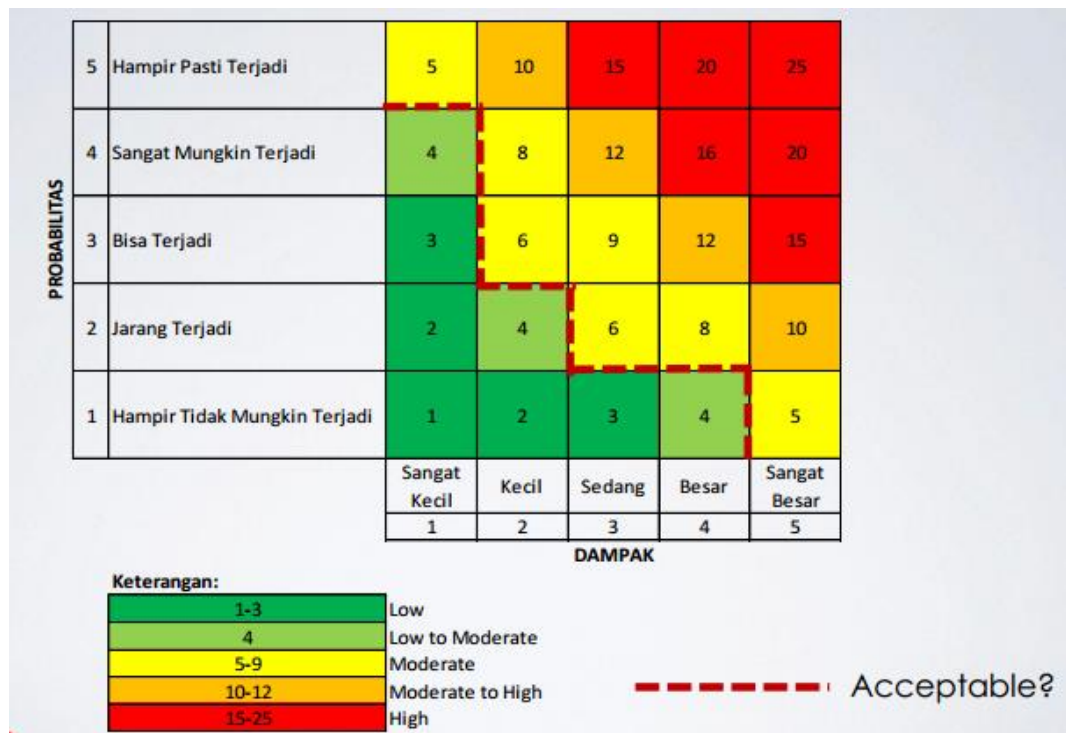 5 Hampir Pasti Terjadi 5 10 15 20 25
4 Sangat Mungkin Terjadi 4 8 12 16 20
PROBABILITAS
3 Bisa Terjadi 3 6 9 12 15
2 Jarang Terjadi 2 4 6 8 10
1 Hampir Tidak Mungkin Terjadi 1 2 3 4 5
Sangat Kecil Kecil Sedang Besar Sangat Besar
1 2 3 4 5
DAMPAK
Keterangan:
1-3 Low
4 Low to Moderate
5-9 Moderate
10-12 Moderate to High
15-25 High
Acceptable?